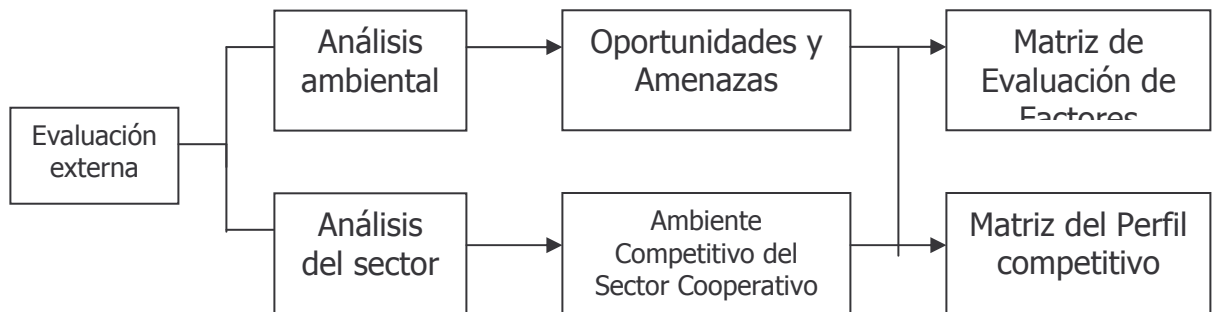 Análisis
ambiental
Oportunidades y
Amenazas
Matriz de
Evaluación de
Factores
Evaluación
externa
Análisis
del sector
Ambiente
Competitivo del
Sector Cooperativo
Matriz del Perfil
competitivo